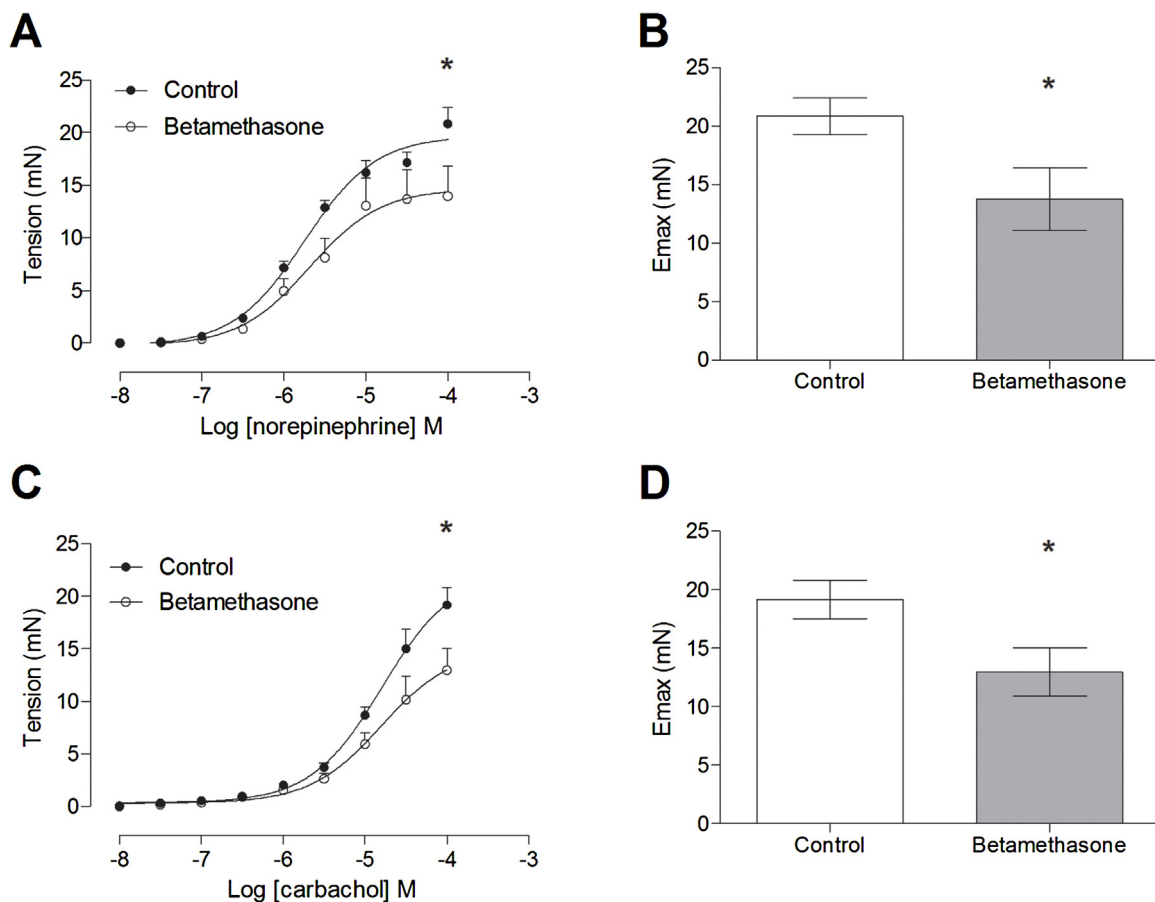 A
*
25
20
15
10
5
0
Tension (mN)
Control
Betamethasone
-8 -7 -6 -5 -4 -3
Log [norepinephrine] M
B
*
25
20
15
10
5
0
Emax (mN)
Control Betamethasone
C
*
25
20
15
10
5
0
Tension (mN)
Control
Betamethasone
-8 -7 -6 -5 -4 -3
Log [carbachol] M
D
*
25
20
15
10
5
0
Emax (mN)
Control Betamethasone